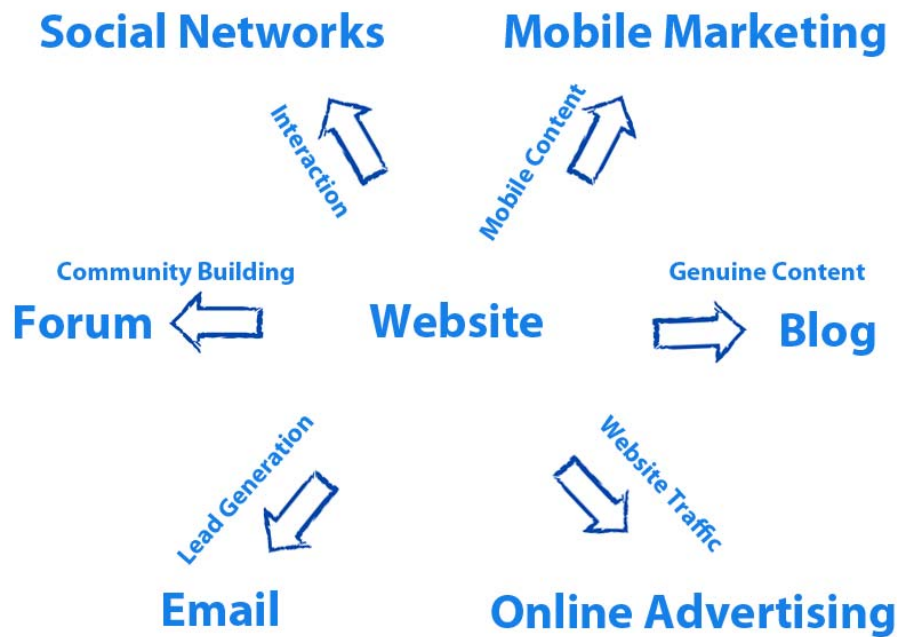 Social Networks
Mobile Marketing
Interaction
Mobile Content
Community Building
Genuine Content
Forum
Website
Blog
Lead Generation
Website Traffic
Email
Online Advertising